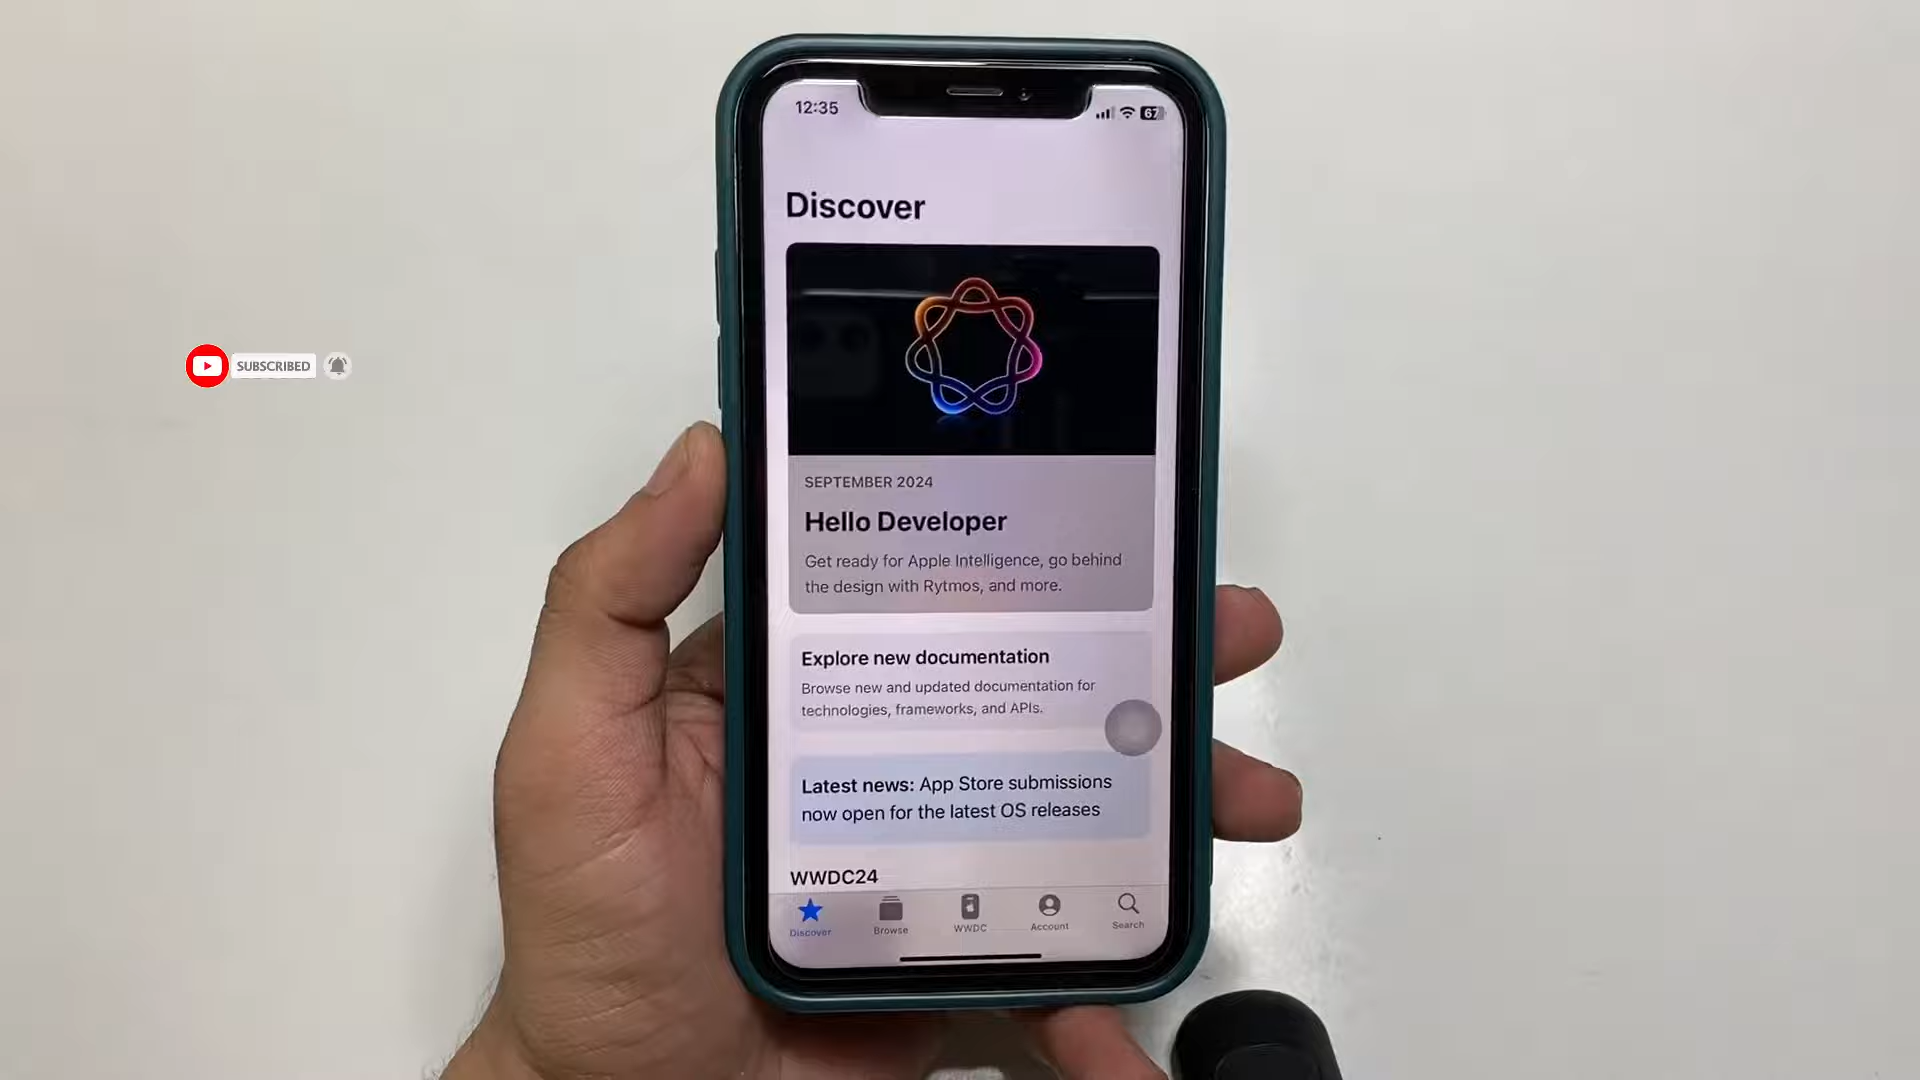 12:35
67
Discover
SUBSCRIBED
SEPTEMBER 2024
Hello Developer
Get ready for Apple Intelligence, go behind
the design with Rytmos, and more.
Explore new documentation
Browse new and updated documentation for
technologies, frameworks, and APIs.
Latest news: App Store submissions
now open for the latest OS releases
WWDC24
Discover
Browse
WWDC
Account
Search